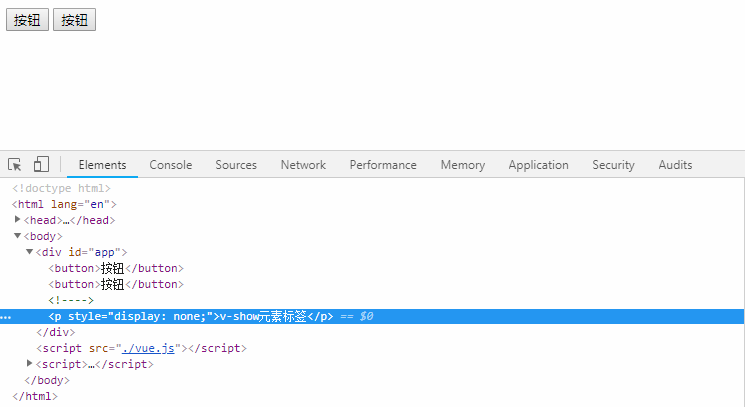 按钮 按钮
Elements Console Sources Network Performance Memory Application Security Audits
<!doctype html>
<html lang="en">
<head>…</head>
<body>
<div id="app">
<button>按钮</button>
<button>按钮</button>
<!---->
… <p style="display: none;">v-show元素标签</p> == $0
</div>
<script src="./vue.js"></script>
<script>…</script>
</body>
</html>